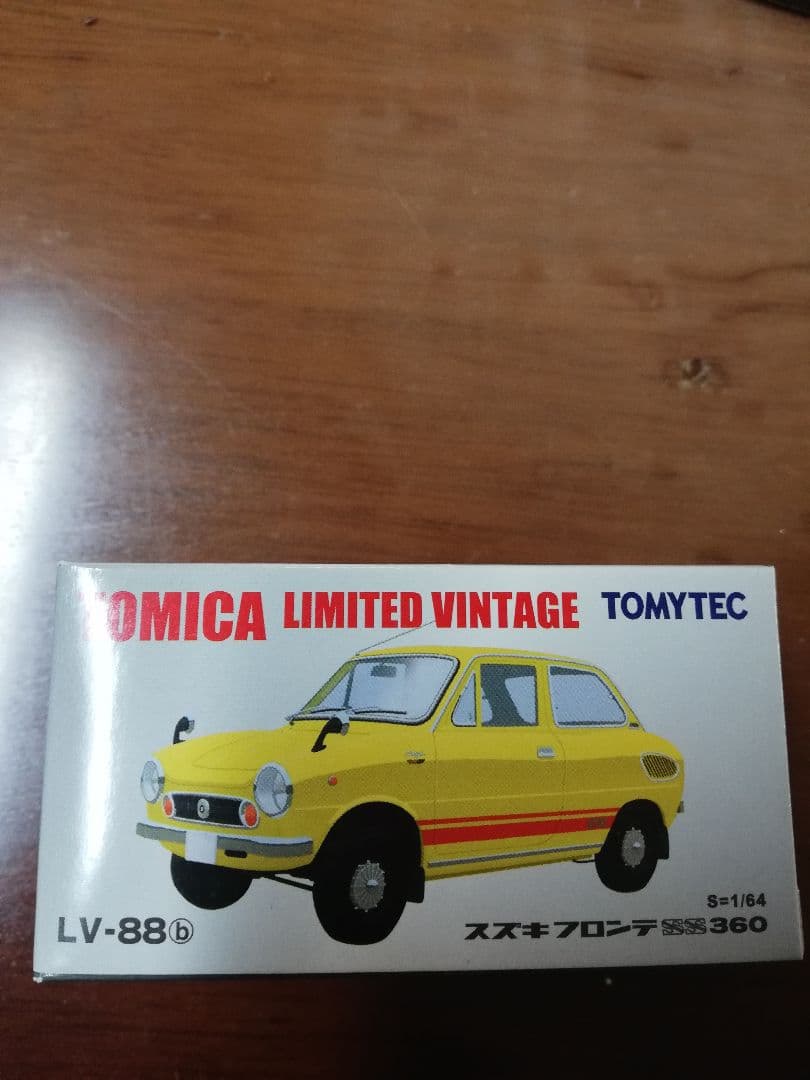 TOMICA LIMITED VINTAGE TOMYTEC
S=1/64
LV-88ⓑ スズキフロンテSS360